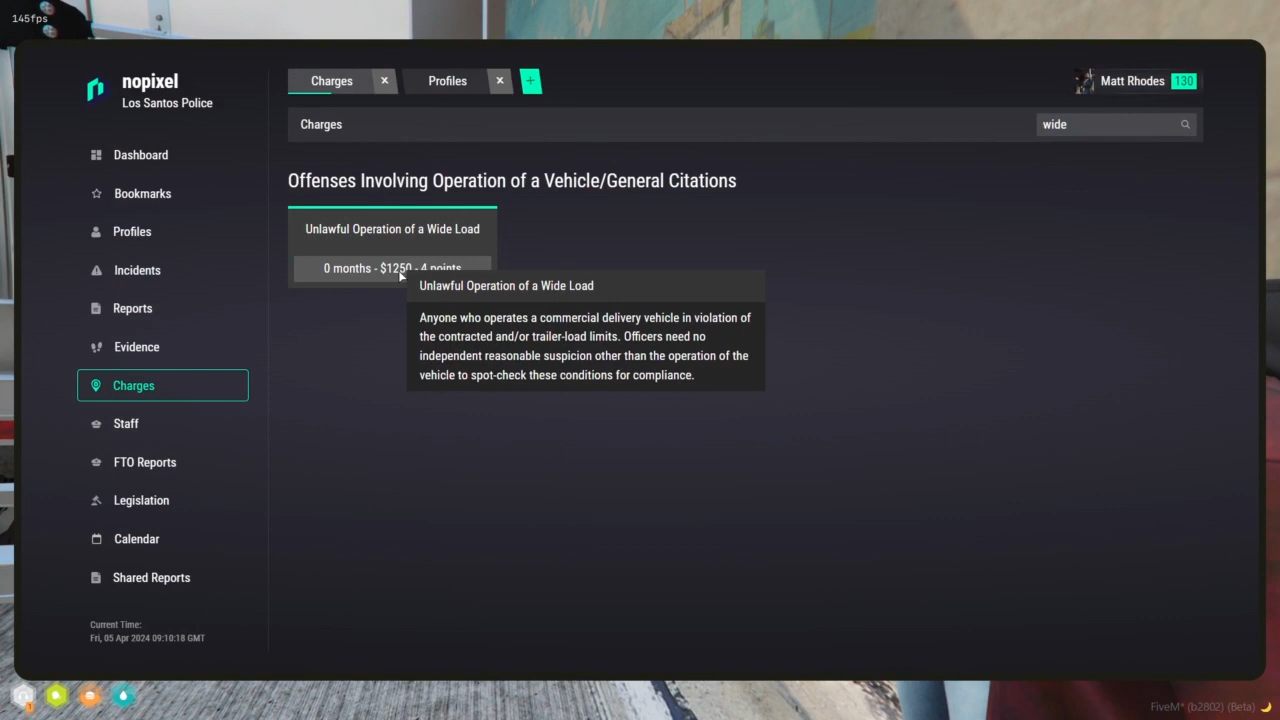 145fps
nopixel
Los Santos Police
Charges
Profiles
+
Matt Rhodes 130
Charges
wide
Dashboard
Bookmarks
Profiles
Incidents
Reports
Evidence
Charges
Staff
FTO Reports
Legislation
Calendar
Shared Reports
Current Time:
Fri, 05 Apr 2024 09:10:18 GMT
Offenses Involving Operation of a Vehicle/General Citations
Unlawful Operation of a Wide Load
0 months - $1250 - 4 points
Unlawful Operation of a Wide Load
Anyone who operates a commercial delivery vehicle in violation of
the contracted and/or trailer-load limits. Officers need no
independent reasonable suspicion other than the operation of the
vehicle to spot-check these conditions for compliance.
1
FiveM* (b2802) (Beta)